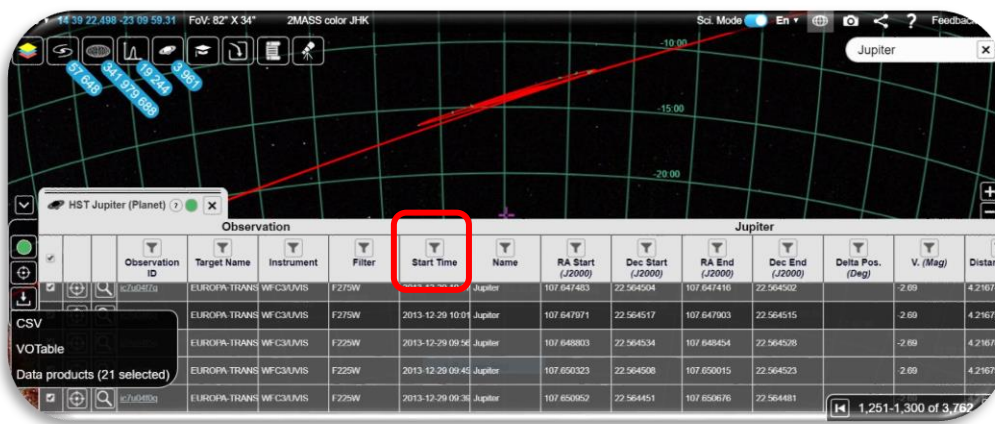 14 39 22.498 -23 09 59.31 FoV: 82° X 34° 2MASS color JHK Sci. Mode En ? Feedback
57 648 341 979 688 19 244 3 961
Jupiter x
-10:00
-15:00
-20:00
HST Jupiter (Planet) ? x
Observation Jupiter
Observation ID Target Name Instrument Filter Start Time Name RA Start (J2000) Dec Start (J2000) RA End (J2000) Dec End (J2000) Delta Pos. (Deg) V. (Mag) Distan
EUROPA-TRANS WFC3/UVIS F275W Jupiter 107.647483 22.564504 107.647416 22.564502 -2.69 4.2167
CSV
EUROPA-TRANS WFC3/UVIS F275W 2013-12-29 10:01 Jupiter 107.647971 22.564517 107.647903 22.564515 -2.69 4.2167
VOTable
EUROPA-TRANS WFC3/UVIS F225W 2013-12-29 09:56 Jupiter 107.648803 22.564534 107.648454 22.564528 -2.69 4.2167
Data products (21 selected)
EUROPA-TRANS WFC3/UVIS F225W 2013-12-29 09:45 Jupiter 107.650323 22.564508 107.650015 22.564523 -2.69 4.2167
EUROPA-TRANS WFC3/UVIS F225W 2013-12-29 09:39 Jupiter 107.650952 22.564451 107.650676 22.564481
1,251-1,300 of 3,762